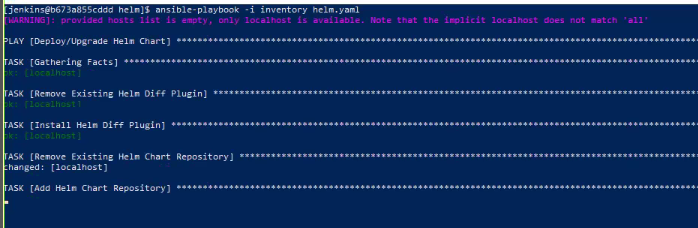 [jenkins@b673a855cddd helm]$ ansible-playbook -i inventory helm.yaml
[WARNING]: provided hosts list is empty, only localhost is available. Note that the implicit localhost does not match 'all'
PLAY [Deploy/Upgrade Helm Chart] ****************************************************************************************
TASK [Gathering Facts] **************************************************************************************************
ok: [localhost]
TASK [Remove Existing Helm Diff Plugin] *********************************************************************************
ok: [localhost]
TASK [Install Helm Diff Plugin] *****************************************************************************************
ok: [localhost]
TASK [Remove Existing Helm Chart Repository] ****************************************************************************
changed: [localhost]
TASK [Add Helm Chart Repository] ****************************************************************************************